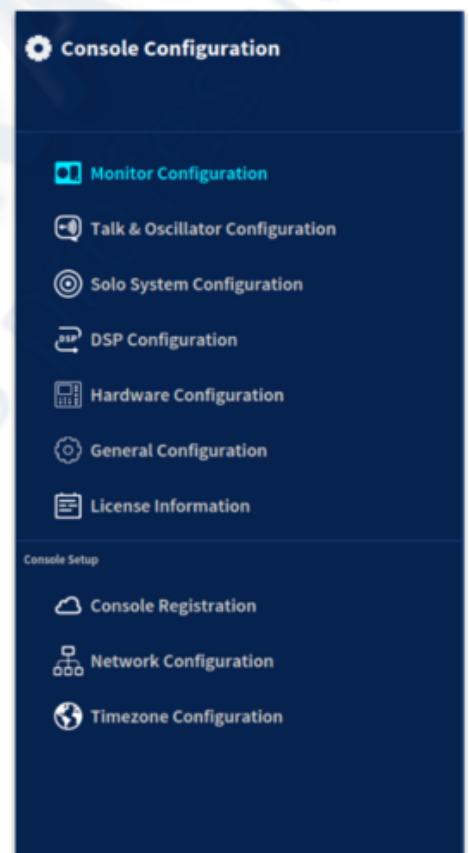 Console Configuration
Monitor Configuration
Talk & Oscillator Configuration
Solo System Configuration
DSP
DSP Configuration
Hardware Configuration
General Configuration
License Information
Console Setup
Console Registration
Network Configuration
Timezone Configuration